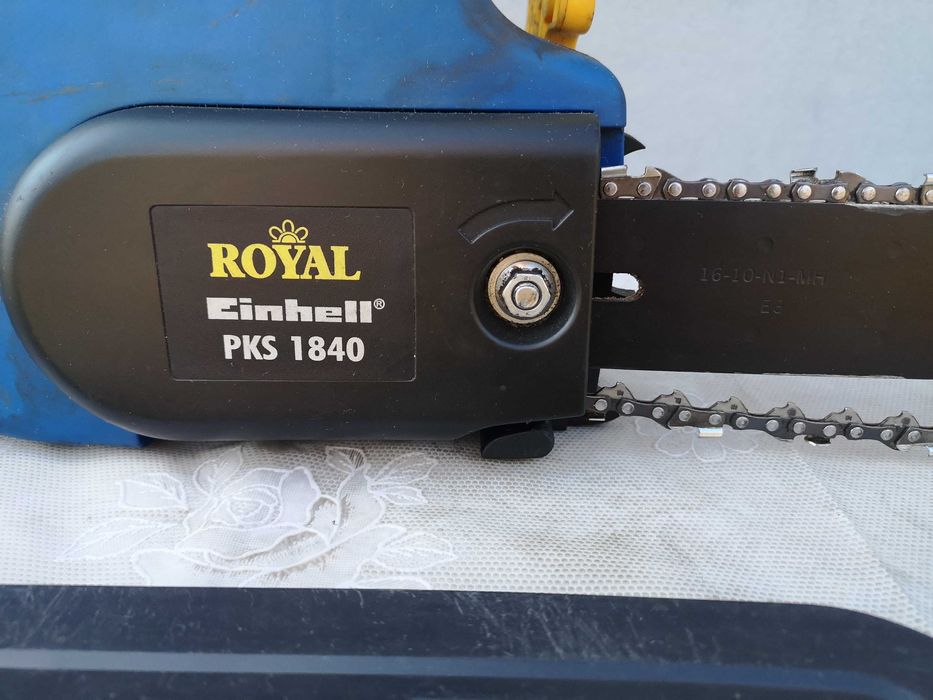 ROYAL
Einhell®
PKS 1840
16-10-N1-MH
E3